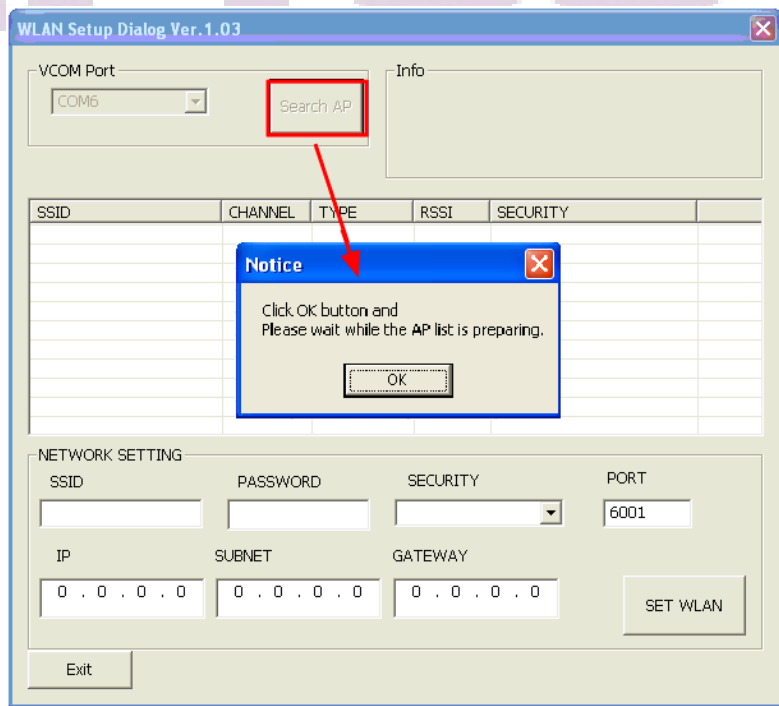 WLAN Setup Dialog Ver.1.03
VCOM Port
Info
COM6
Search AP
SSID CHANNEL TYPE RSSI SECURITY
Notice
Click OK button and
Please wait while the AP list is preparing.
OK
NETWORK SETTING
SSID PASSWORD SECURITY PORT
6001
IP SUBNET GATEWAY
0 . 0 . 0 . 0 0 . 0 . 0 . 0 0 . 0 . 0 . 0
SET WLAN
Exit